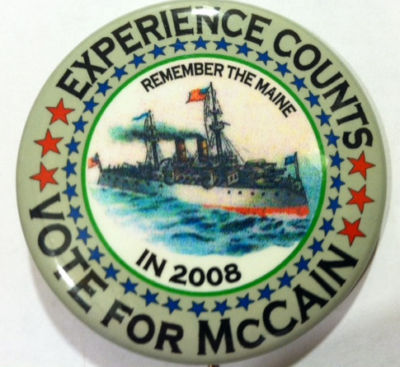 EXPERIENCE COUNTS
REMEMBER THE MAINE
IN 2008
VOTE FOR McCAIN